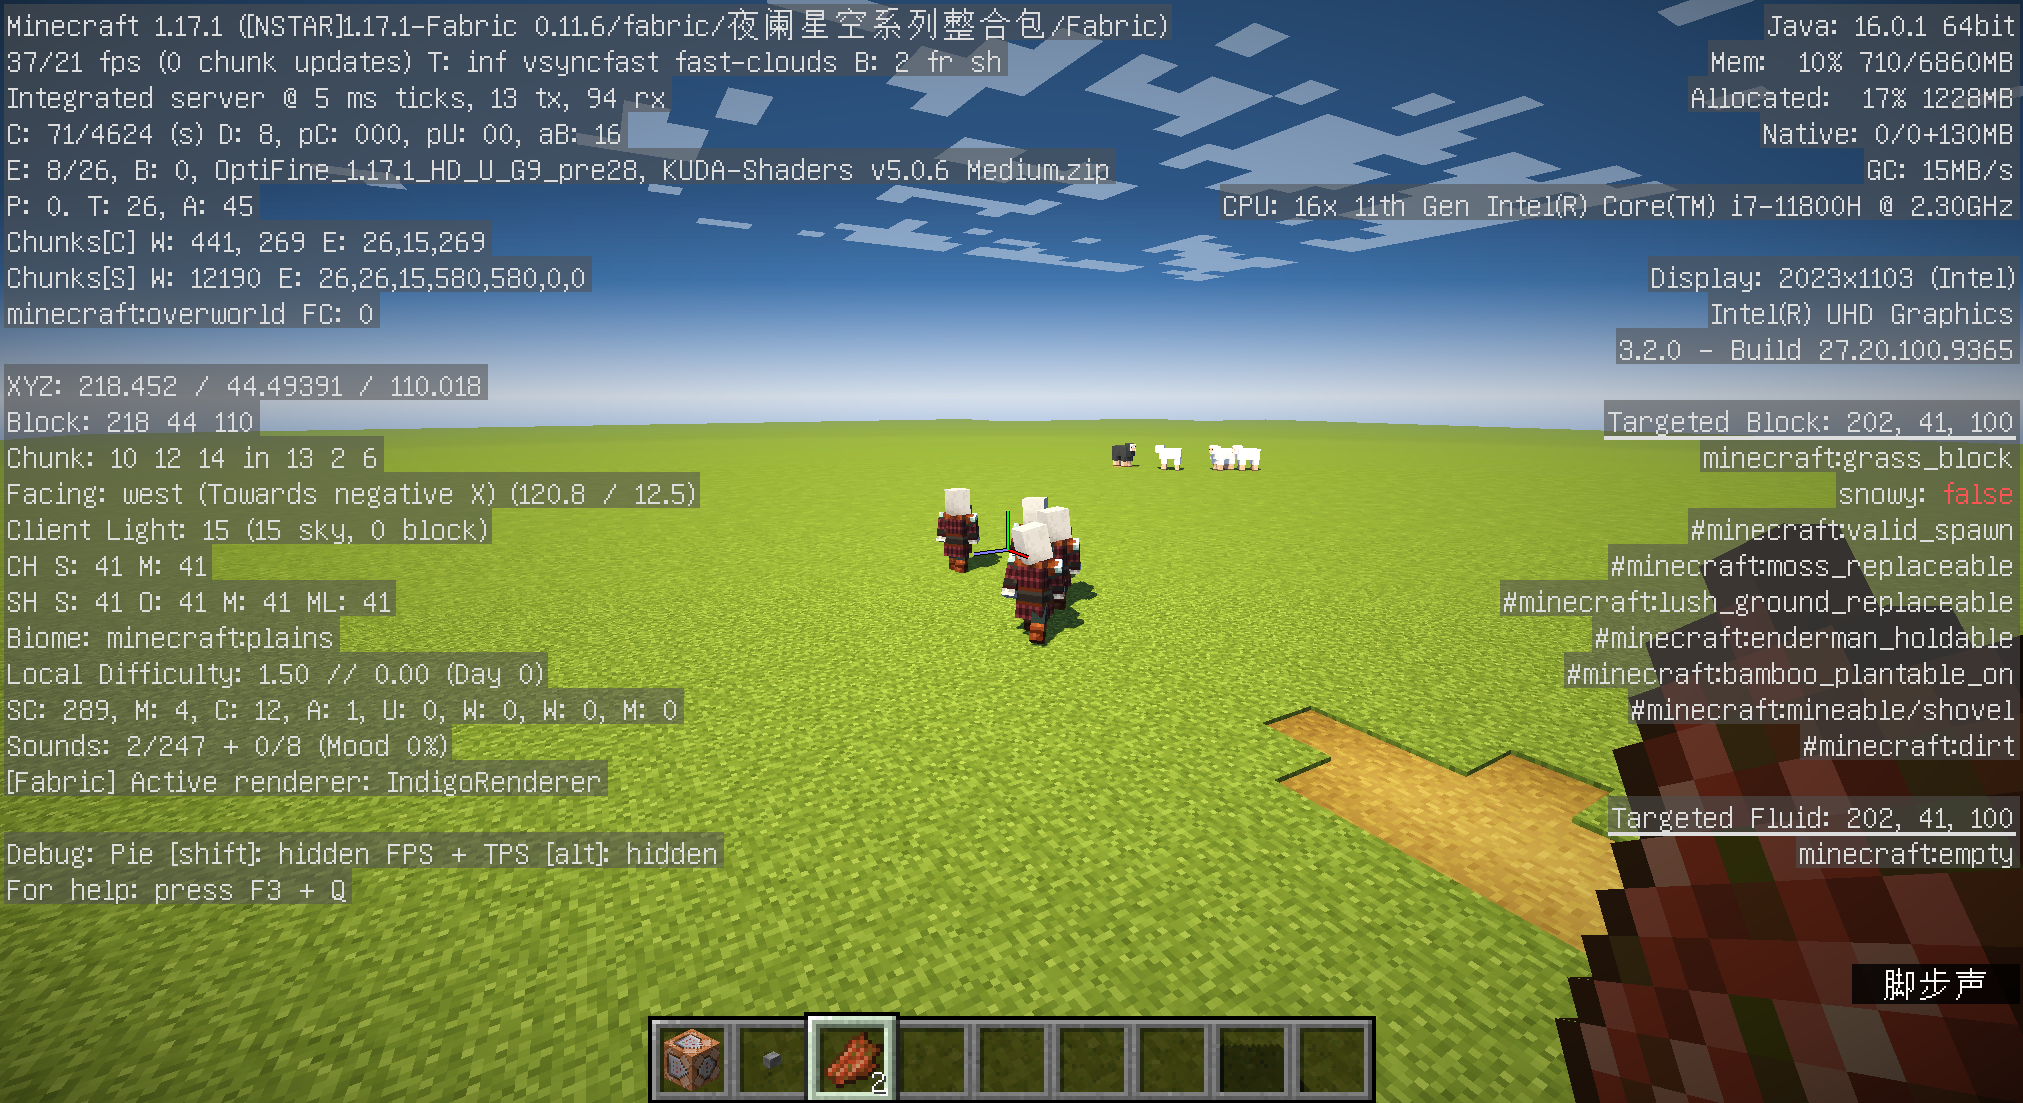 Minecraft 1.17.1 ([NSTAR]1.17.1-Fabric 0.11.6/fabric/夜阑星空系列整合包/Fabric)
37/21 fps (0 chunk updates) T: inf vsyncfast fast-clouds B: 2 fr sh
Integrated server @ 5 ms ticks, 13 tx, 94 rx
C: 71/4624 (s) D: 8, pC: 000, pU: 00, aB: 16
E: 8/26, B: 0, OptiFine_1.17.1_HD_U_G9_pre28, KUDA-Shaders v5.0.6 Medium.zip
P: 0. T: 26, A: 45
Chunks[C] W: 441, 269 E: 26,15,269
Chunks[S] W: 12190 E: 26,26,15,580,580,0,0
minecraft:overworld FC: 0
XYZ: 218.452 / 44.49391 / 110.018
Block: 218 44 110
Chunk: 10 12 14 in 13 2 6
Facing: west (Towards negative X) (120.8 / 12.5)
Client Light: 15 (15 sky, 0 block)
CH S: 41 M: 41
SH S: 41 O: 41 M: 41 ML: 41
Biome: minecraft:plains
Local Difficulty: 1.50 // 0.00 (Day 0)
SC: 289, M: 4, C: 12, A: 1, U: 0, W: 0, W: 0, M: 0
Sounds: 2/247 + 0/8 (Mood 0%)
[Fabric] Active renderer: IndigoRenderer
Debug: Pie [shift]: hidden FPS + TPS [alt]: hidden
For help: press F3 + Q
Java: 16.0.1 64bit
Mem: 10% 710/6860MB
Allocated: 17% 1228MB
Native: 0/0+130MB
GC: 15MB/s
CPU: 16x 11th Gen Intel(R) Core(TM) i7-11800H @ 2.30GHz
Display: 2023x1103 (Intel)
Intel(R) UHD Graphics
3.2.0 - Build 27.20.100.9365
Targeted Block: 202, 41, 100
minecraft:grass_block
snowy: false
#minecraft:valid_spawn
#minecraft:moss_replaceable
#minecraft:lush_ground_replaceable
#minecraft:enderman_holdable
#minecraft:bamboo_plantable_on
#minecraft:mineable/shovel
#minecraft:dirt
Targeted Fluid: 202, 41, 100
minecraft:empty
脚步声
2